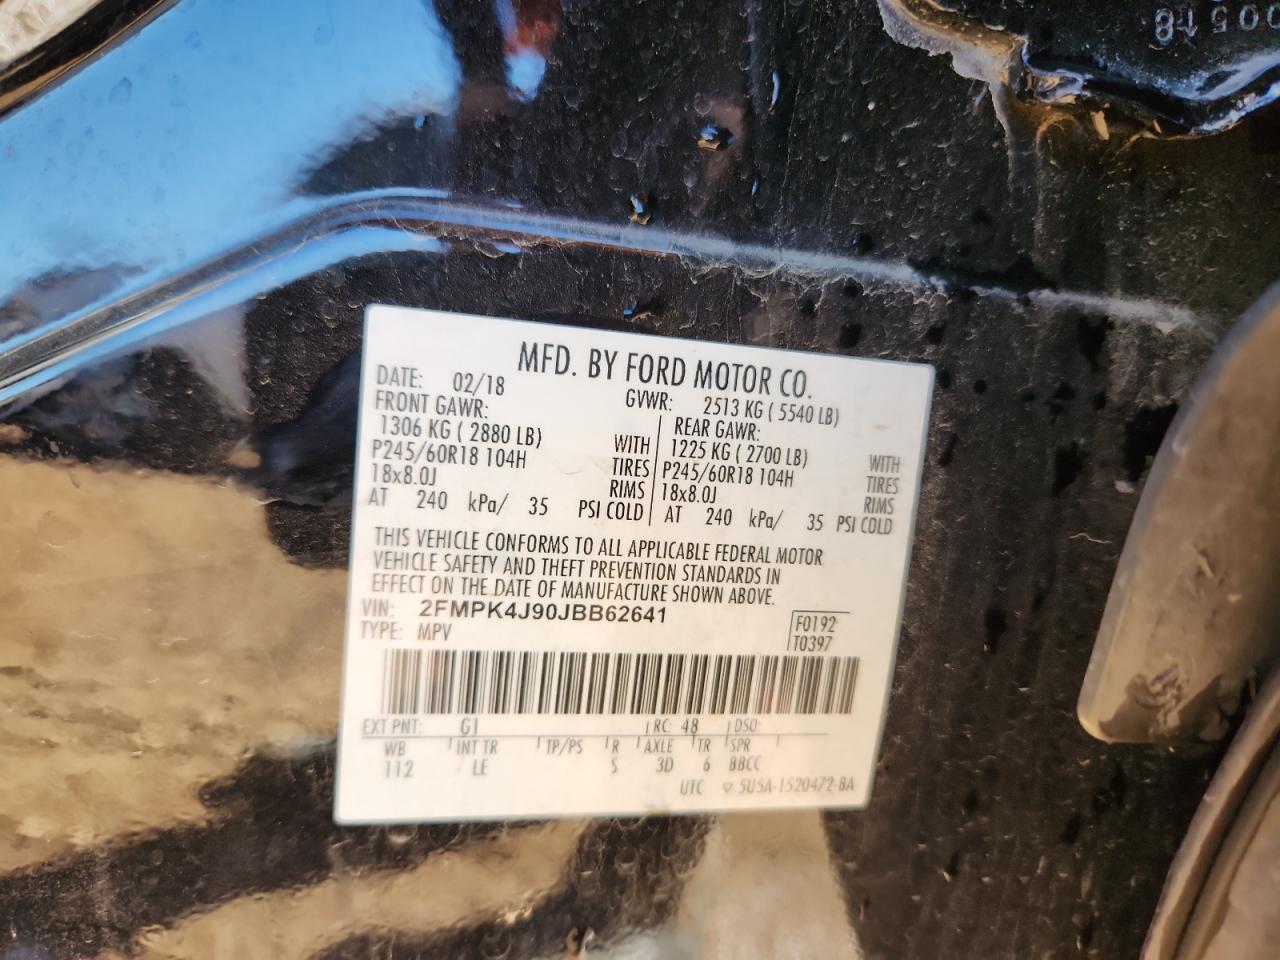 MFD. BY FORD MOTOR CO.
DATE: 02/18 GVWR: 2513 KG ( 5540 LB)
FRONT GAWR: REAR GAWR:
1306 KG ( 2880 LB) WITH 1225 KG ( 2700 LB) WITH
P245/60R18 104H TIRES P245/60R18 104H TIRES
18x8.0J RIMS 18x8.0J RIMS
AT 240 kPa/ 35 PSI COLD AT 240 kPa/ 35 PSI COLD
THIS VEHICLE CONFORMS TO ALL APPLICABLE FEDERAL MOTOR
VEHICLE SAFETY AND THEFT PREVENTION STANDARDS IN
EFFECT ON THE DATE OF MANUFACTURE SHOWN ABOVE.
VIN: 2FMPK4J90JBB62641 F0192
TYPE: MPV T0397
EXT PNT: G1 RC: 48 DSO:
WB INT TR TP/PS R AXLE TR SPR
112 LE S 3D 6 BBCC
UTC ▽ 5U5A-1520472-BA